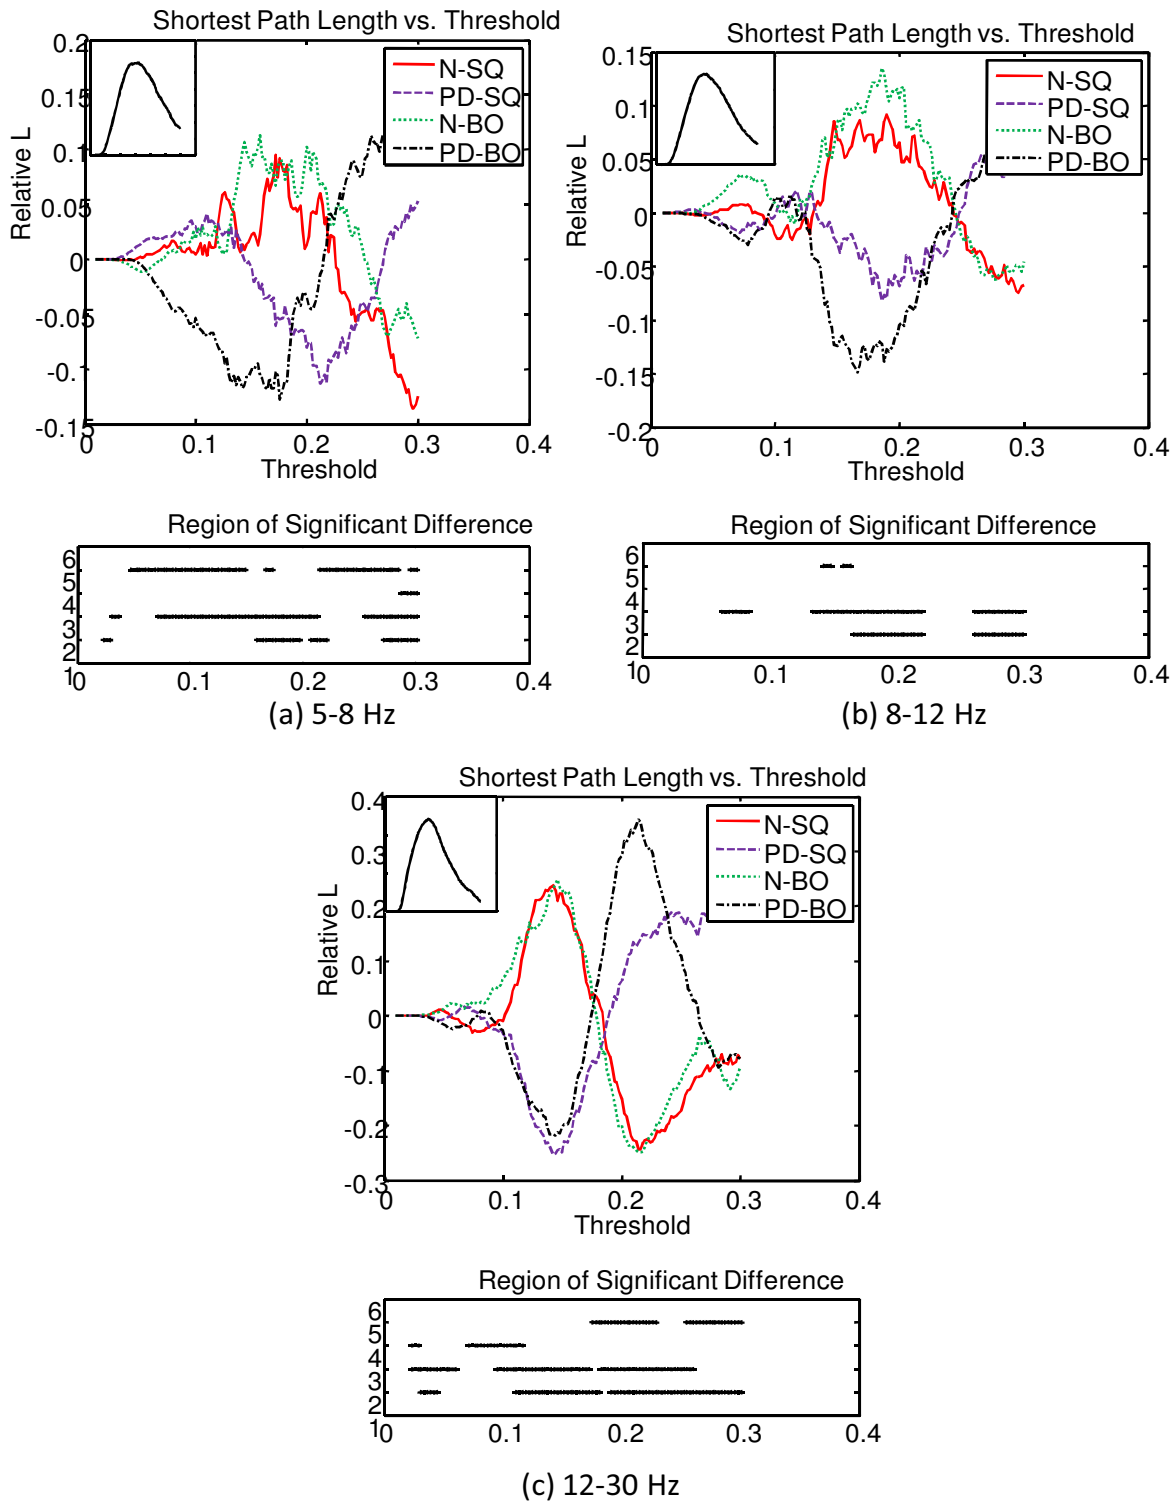 Shortest Path Length vs. Threshold
0.2
0.15
0.1
0.05
0
-0.05
-0.1
-0.15
Relative L
N-SQ
PD-SQ
N-BO
PD-BO
0 0.1 0.2 0.3 0.4
Threshold
Region of Significant Difference
6
5
4
3
2
1
0 0.1 0.2 0.3 0.4
(a) 5-8 Hz
Shortest Path Length vs. Threshold
0.15
0.1
0.05
0
-0.05
-0.1
-0.15
-0.2
Relative L
N-SQ
PD-SQ
N-BO
PD-BO
0 0.1 0.2 0.3 0.4
Threshold
Region of Significant Difference
6
5
4
3
2
1
0 0.1 0.2 0.3 0.4
(b) 8-12 Hz
Shortest Path Length vs. Threshold
0.4
0.3
0.2
0.1
0
-0.1
-0.2
-0.3
Relative L
N-SQ
PD-SQ
N-BO
PD-BO
0 0.1 0.2 0.3 0.4
Threshold
Region of Significant Difference
6
5
4
3
2
1
0 0.1 0.2 0.3 0.4
(c) 12-30 Hz